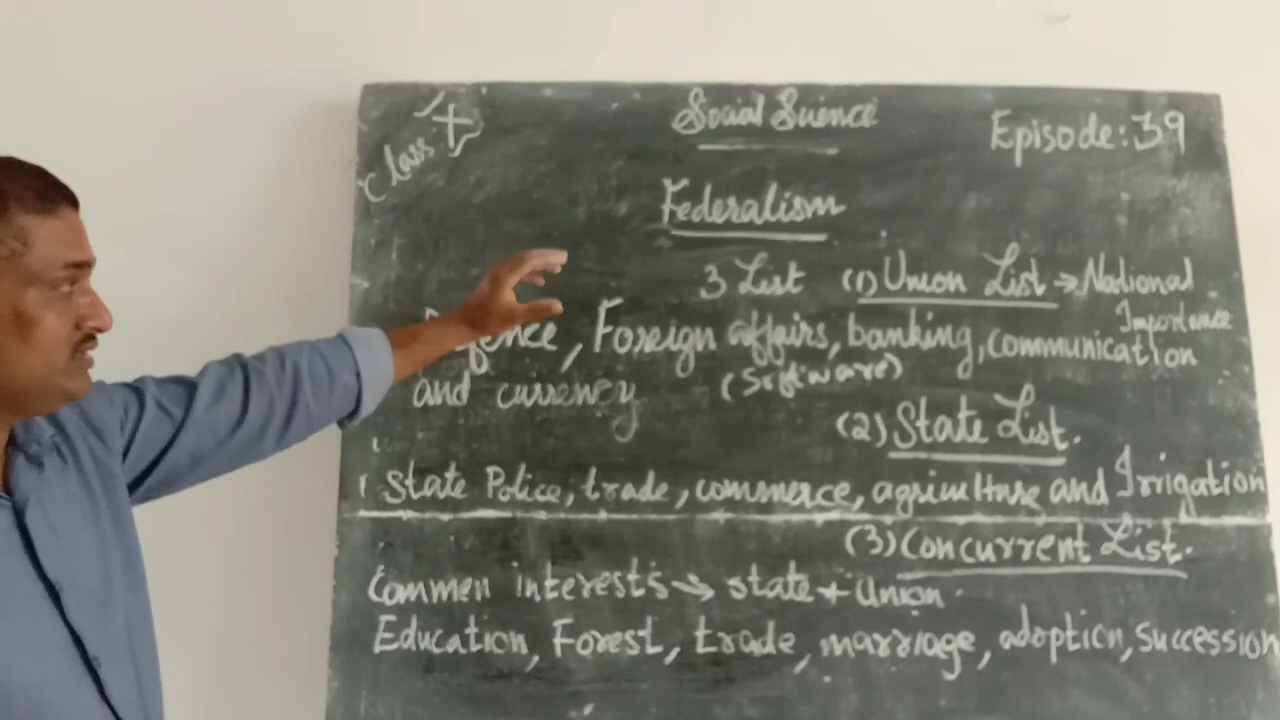 Class X
Social Science
Episode:39
Federalism
3 List (1) Union List → National
Importance
Foreign affairs, banking, communication
and currency (Software)
(2) State List.
State Police, trade, commerce, agriculture and Irrigation
(3) Concurrent List.
Commen interests → state + Union.
Education, Forest, trade, marriage, adoption, succession